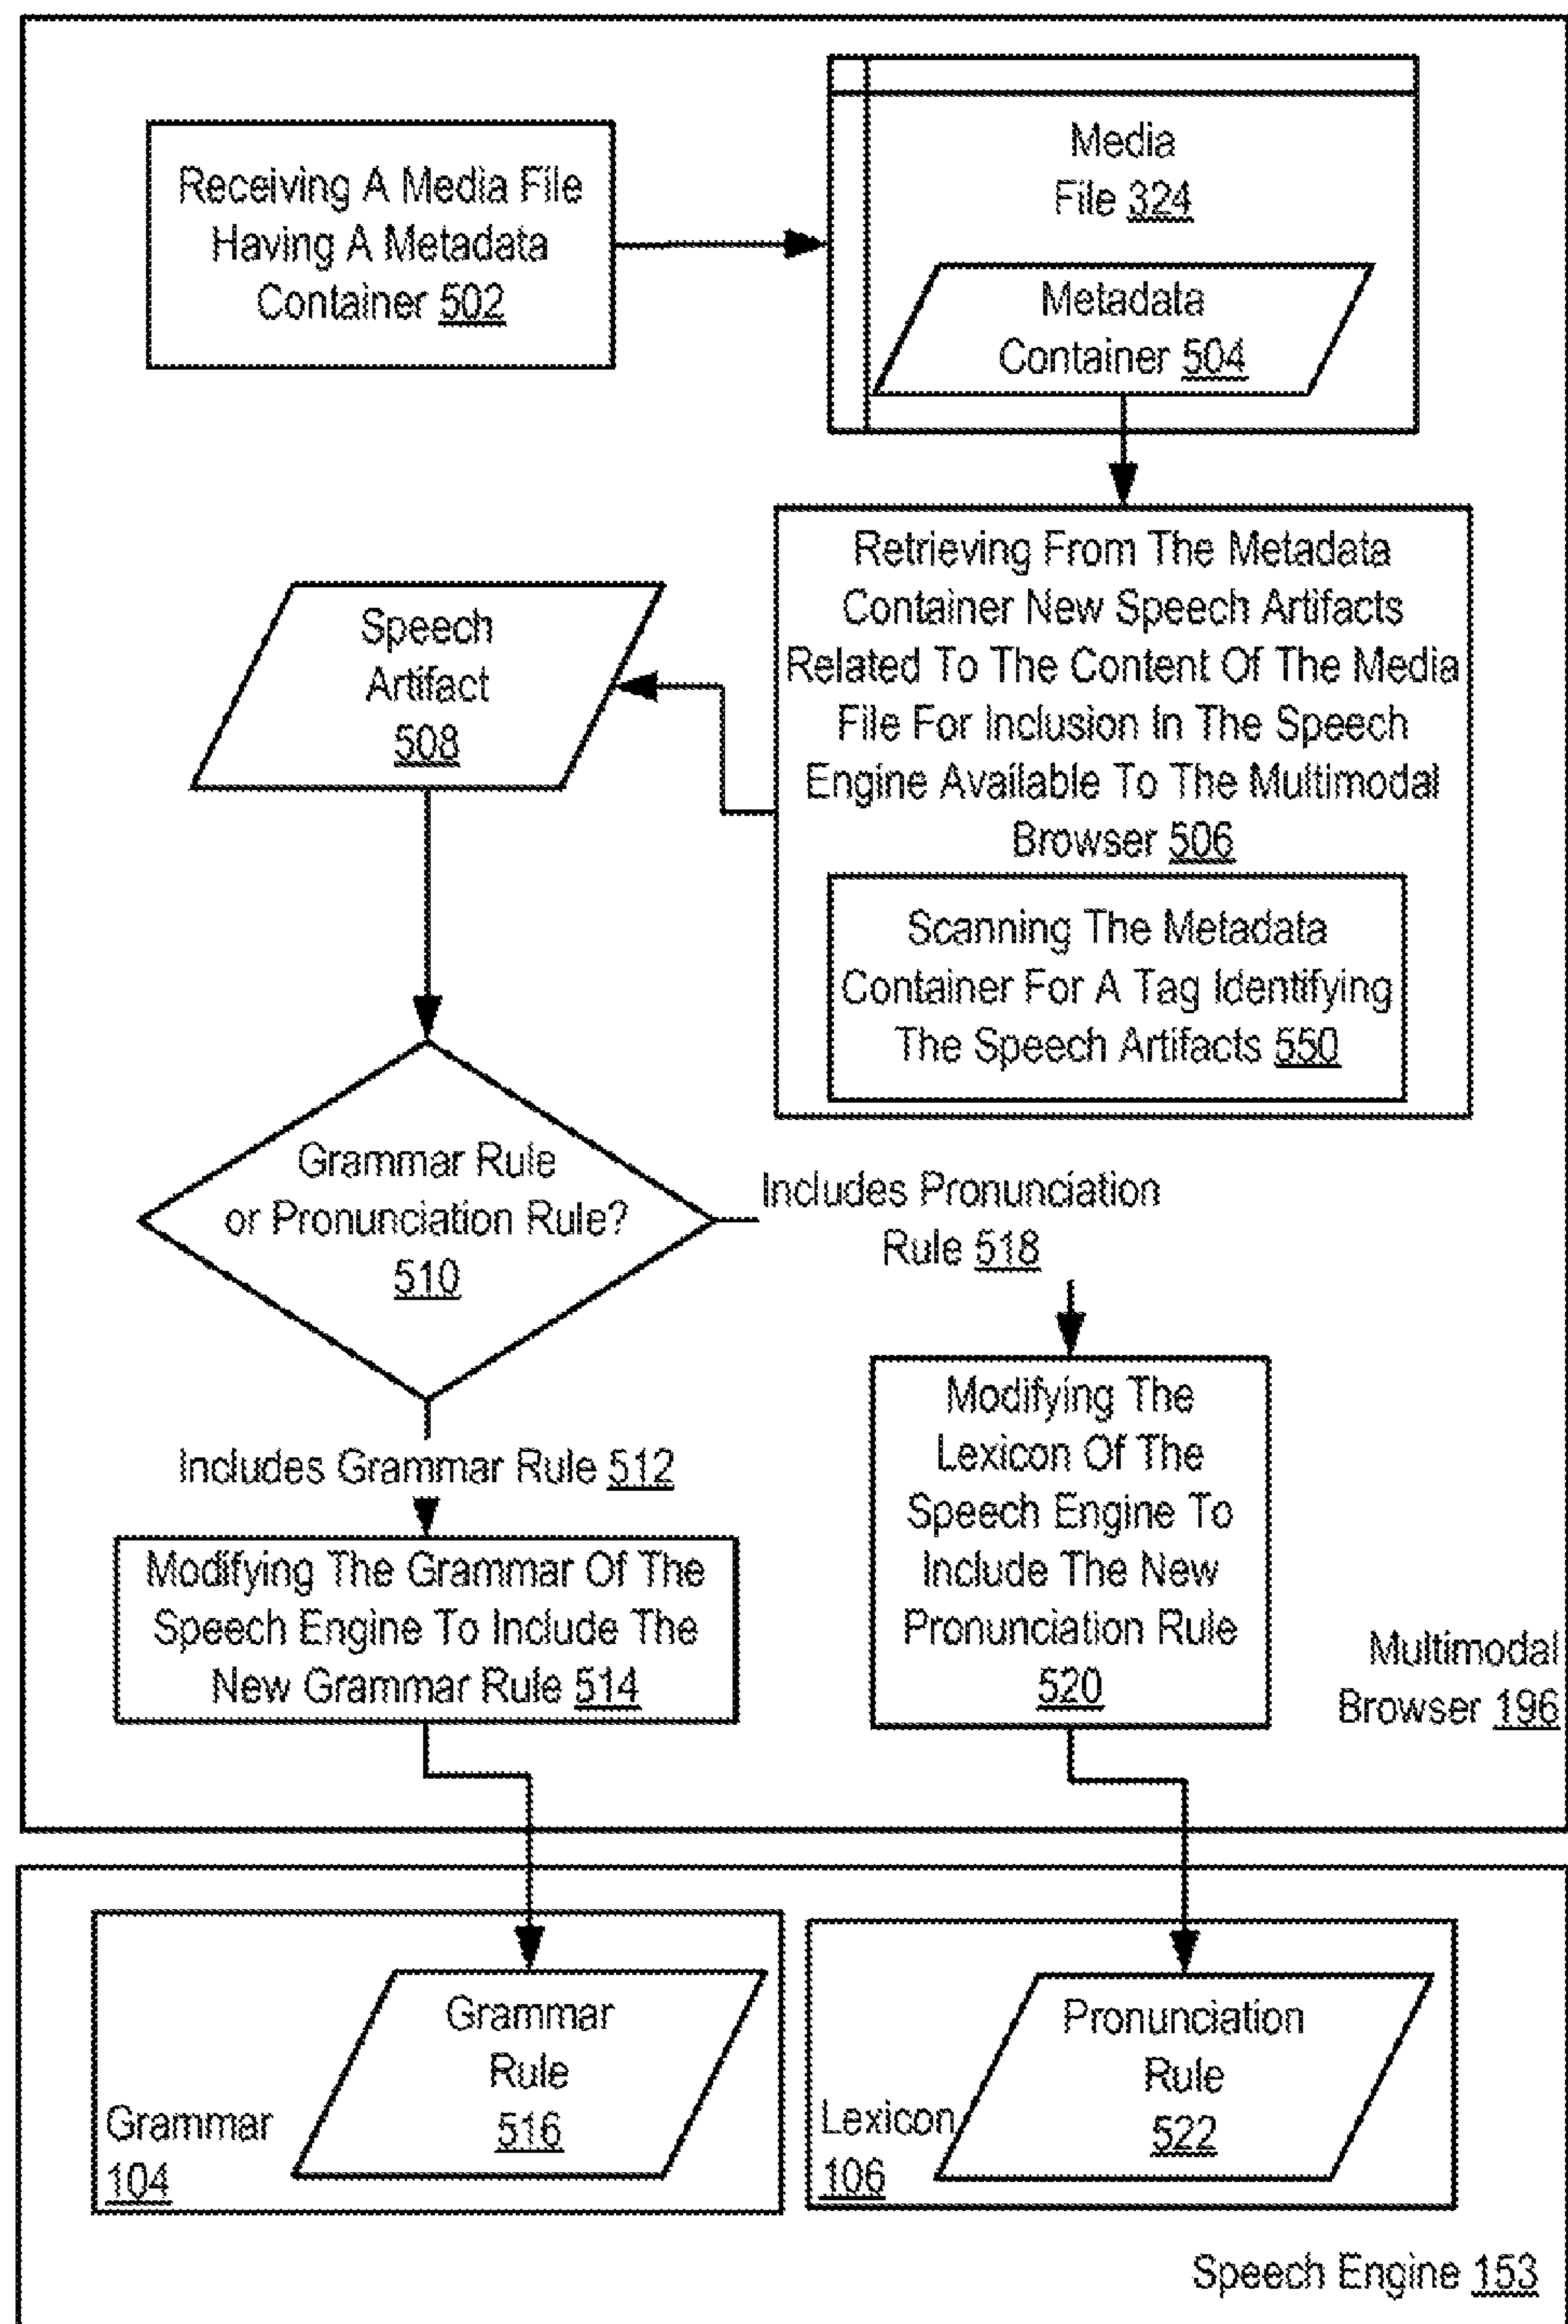 Receiving A Media File
Having A Metadata
Container 502
Media
File 324
Metadata
Container 504
Retrieving From The Metadata
Container New Speech Artifacts
Related To The Content Of The Media
File For Inclusion In The Speech
Engine Available To The Multimodal
Browser 506
Scanning The Metadata
Container For A Tag Identifying
The Speech Artifacts 550
Speech
Artifact
508
Grammar Rule
or Pronunciation Rule?
510
Includes Pronunciation
Rule 518
Includes Grammar Rule 512
Modifying The Grammar Of The
Speech Engine To Include The
New Grammar Rule 514
Modifying The
Lexicon Of The
Speech Engine To
Include The New
Pronunciation Rule
520
Multimodal
Browser 196
Grammar
Rule
516
Grammar
104
Pronunciation
Rule
522
Lexicon
106
Speech Engine 153